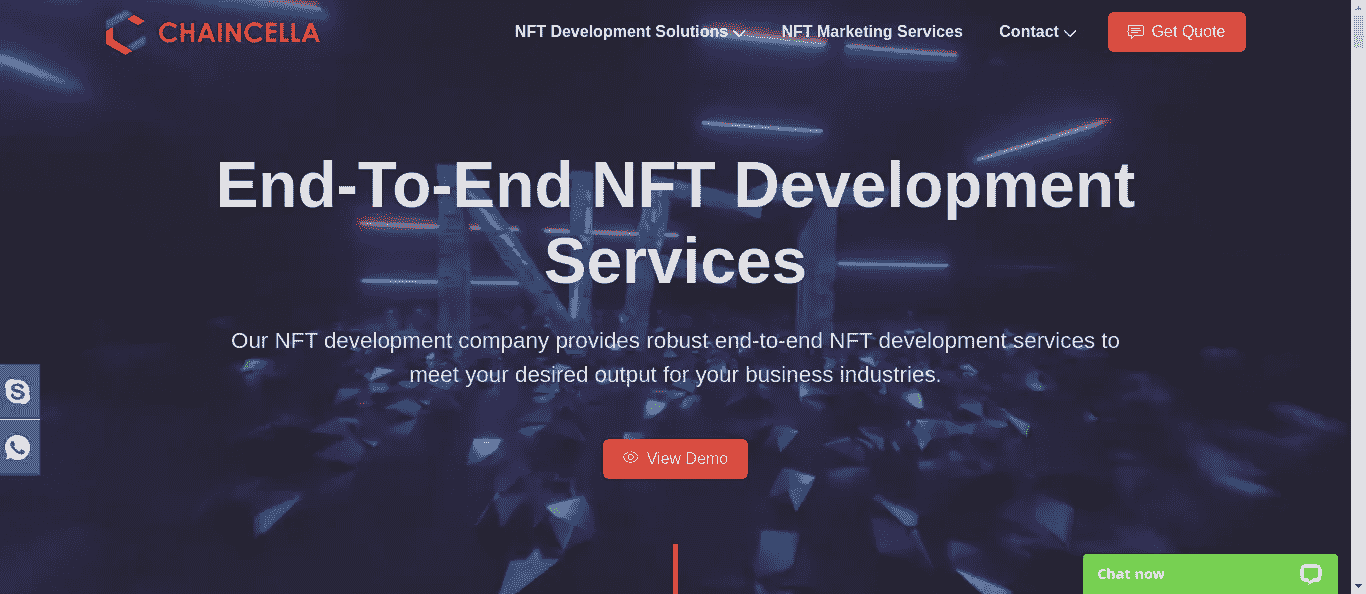 CHAINCELLA
NFT Development Solutions
NFT Marketing Services
Contact
Get Quote
End-To-End NFT Development
Services
Our NFT development company provides robust end-to-end NFT development services to
meet your desired output for your business industries.
View Demo
Chat now
NFT